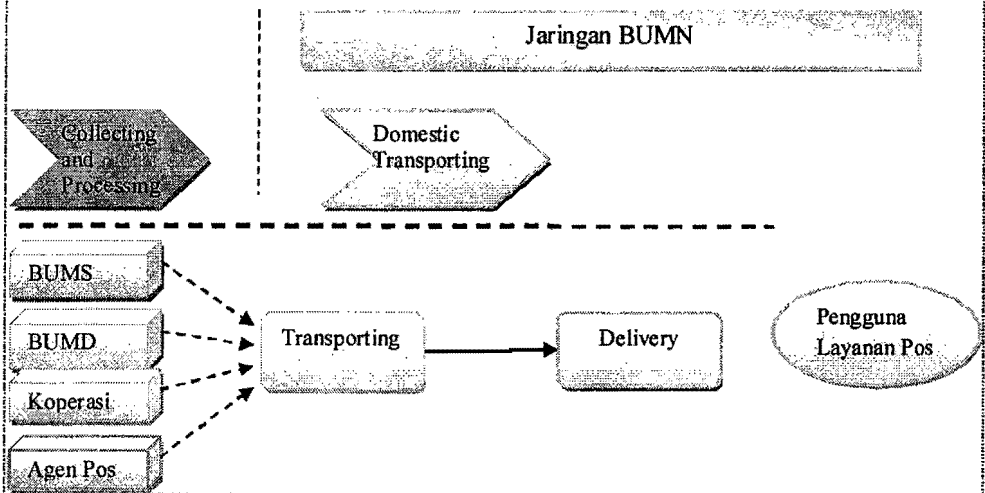 Jaringan BUMN
Collecting
and
Processing
Domestic
Transporting
BUMS
BUMD
Koperasi
Agen Pos
Transporting
Delivery
Pengguna
Layanan Pos